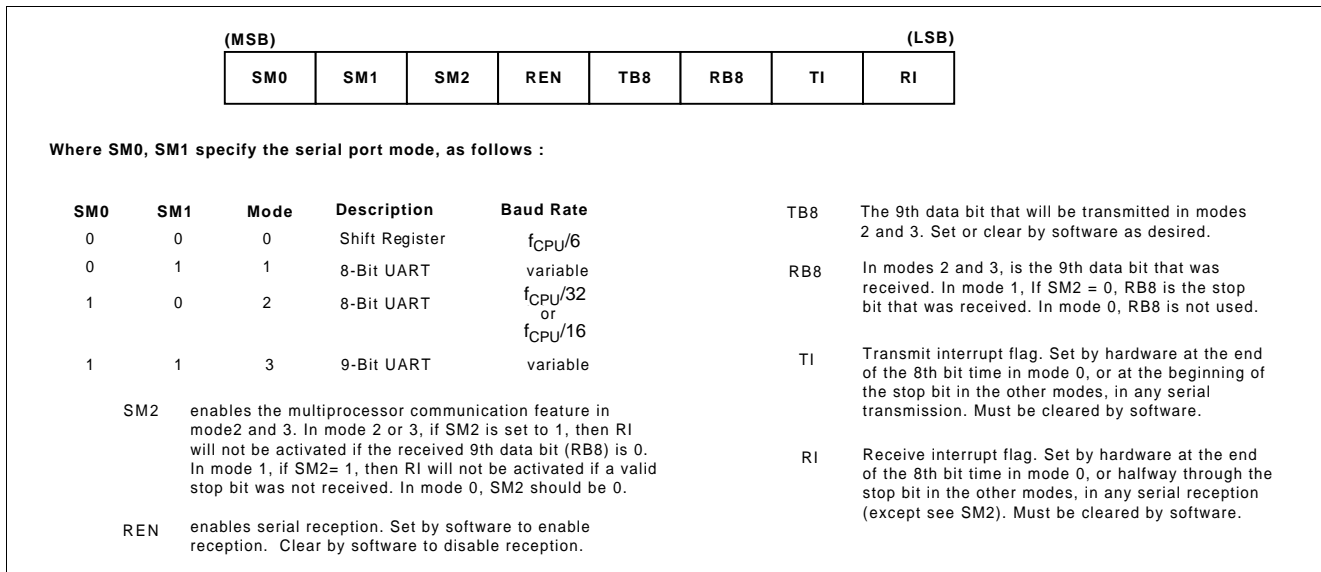 (MSB) (LSB)
SM0 SM1 SM2 REN TB8 RB8 TI RI
Where SM0, SM1 specify the serial port mode, as follows :
SM0 SM1 Mode Description Baud Rate
0 0 0 Shift Register fCPU/6
0 1 1 8-Bit UART variable
1 0 2 8-Bit UART fCPU/32
or
fCPU/16
1 1 3 9-Bit UART variable
SM2 enables the multiprocessor communication feature in
mode2 and 3. In mode 2 or 3, if SM2 is set to 1, then RI
will not be activated if the received 9th data bit (RB8) is 0.
In mode 1, if SM2= 1, then RI will not be activated if a valid
stop bit was not received. In mode 0, SM2 should be 0.
REN enables serial reception. Set by software to enable
reception. Clear by software to disable reception.
TB8 The 9th data bit that will be transmitted in modes
2 and 3. Set or clear by software as desired.
RB8 In modes 2 and 3, is the 9th data bit that was
received. In mode 1, If SM2 = 0, RB8 is the stop
bit that was received. In mode 0, RB8 is not used.
TI Transmit interrupt flag. Set by hardware at the end
of the 8th bit time in mode 0, or at the beginning of
the stop bit in the other modes, in any serial
transmission. Must be cleared by software.
RI Receive interrupt flag. Set by hardware at the end
of the 8th bit time in mode 0, or halfway through the
stop bit in the other modes, in any serial reception
(except see SM2). Must be cleared by software.